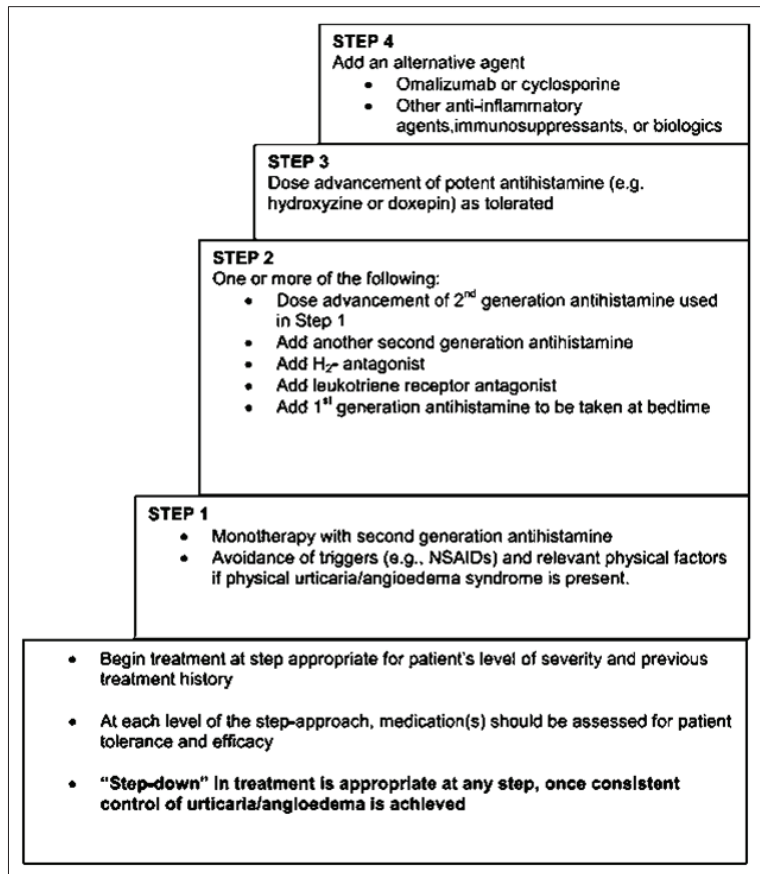 STEP 4
Add an alternative agent
• Omalizumab or cyclosporine
• Other anti-inflammatory
agents,immunosuppressants, or biologics
STEP 3
Dose advancement of potent antihistamine (e.g.
hydroxyzine or doxepin) as tolerated
STEP 2
One or more of the following:
• Dose advancement of 2nd generation antihistamine used
in Step 1
• Add another second generation antihistamine
• Add H2- antagonist
• Add leukotriene receptor antagonist
• Add 1st generation antihistamine to be taken at bedtime
STEP 1
• Monotherapy with second generation antihistamine
• Avoidance of triggers (e.g., NSAIDs) and relevant physical factors
if physical urticaria/angioedema syndrome is present.
• Begin treatment at step appropriate for patient's level of severity and previous
treatment history
• At each level of the step-approach, medication(s) should be assessed for patient
tolerance and efficacy
• "Step-down" in treatment is appropriate at any step, once consistent
control of urticaria/angioedema is achieved